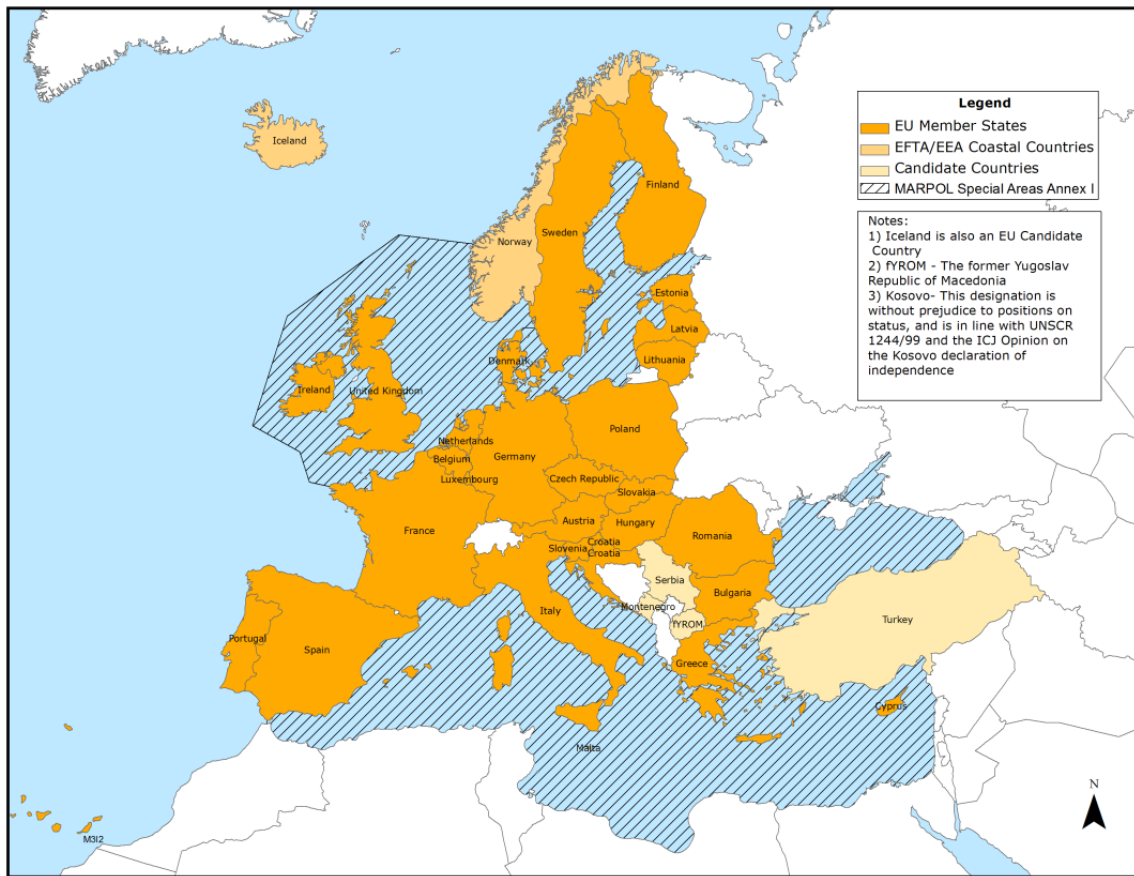 Legend
EU Member States
EFTA/EEA Coastal Countries
Candidate Countries
MARPOL Special Areas Annex I
Notes:
1) Iceland is also an EU Candidate
Country
2) fYROM - The former Yugoslav
Republic of Macedonia
3) Kosovo- This designation is
without prejudice to positions on
status, and is in line with UNSCR
1244/99 and the ICJ Opinion on
the Kosovo declaration of
independence
Iceland
Finland
Norway
Sweden
Estonia
Latvia
Denmark
Lithuania
Ireland
United Kingdom
Poland
Netherlands
Germany
Belgium
Luxembourg
Czech Republic
Slovakia
France
Austria
Hungary
Romania
Croatia
Slovenia
Croatia
Serbia
Bulgaria
Italy
Montenegro
fYROM
Turkey
Portugal
Spain
Greece
Cyprus
Malta
N
M3I2